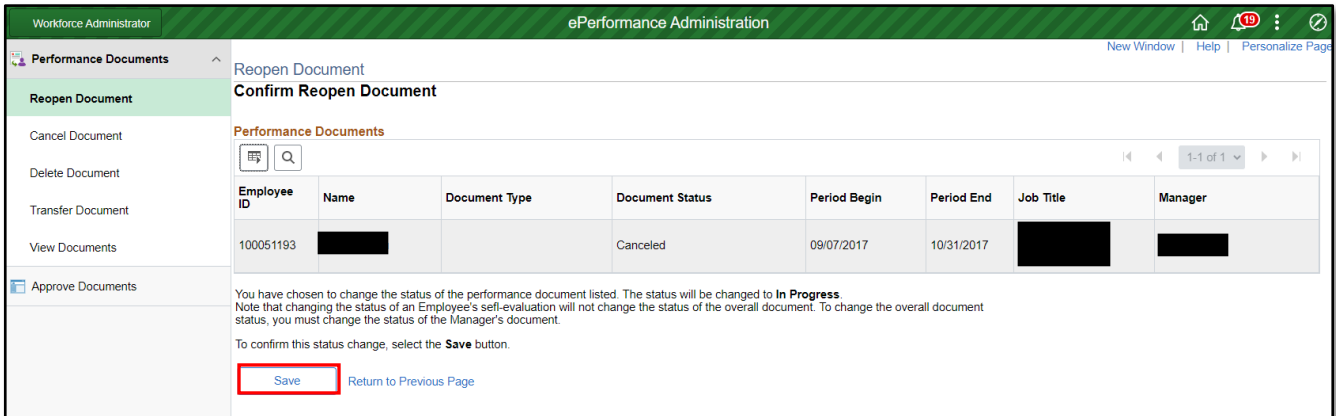 Workforce Administrator
ePerformance Administration
19
New Window | Help | Personalize Page
Performance Documents
Reopen Document
Cancel Document
Delete Document
Transfer Document
View Documents
Approve Documents
Reopen Document
Confirm Reopen Document
Performance Documents
1-1 of 1
Employee ID Name Document Type Document Status Period Begin Period End Job Title Manager
100051193 Canceled 09/07/2017 10/31/2017
You have chosen to change the status of the performance document listed. The status will be changed to In Progress.
Note that changing the status of an Employee's sefl-evaluation will not change the status of the overall document. To change the overall document
status, you must change the status of the Manager's document.
To confirm this status change, select the Save button.
Save Return to Previous Page